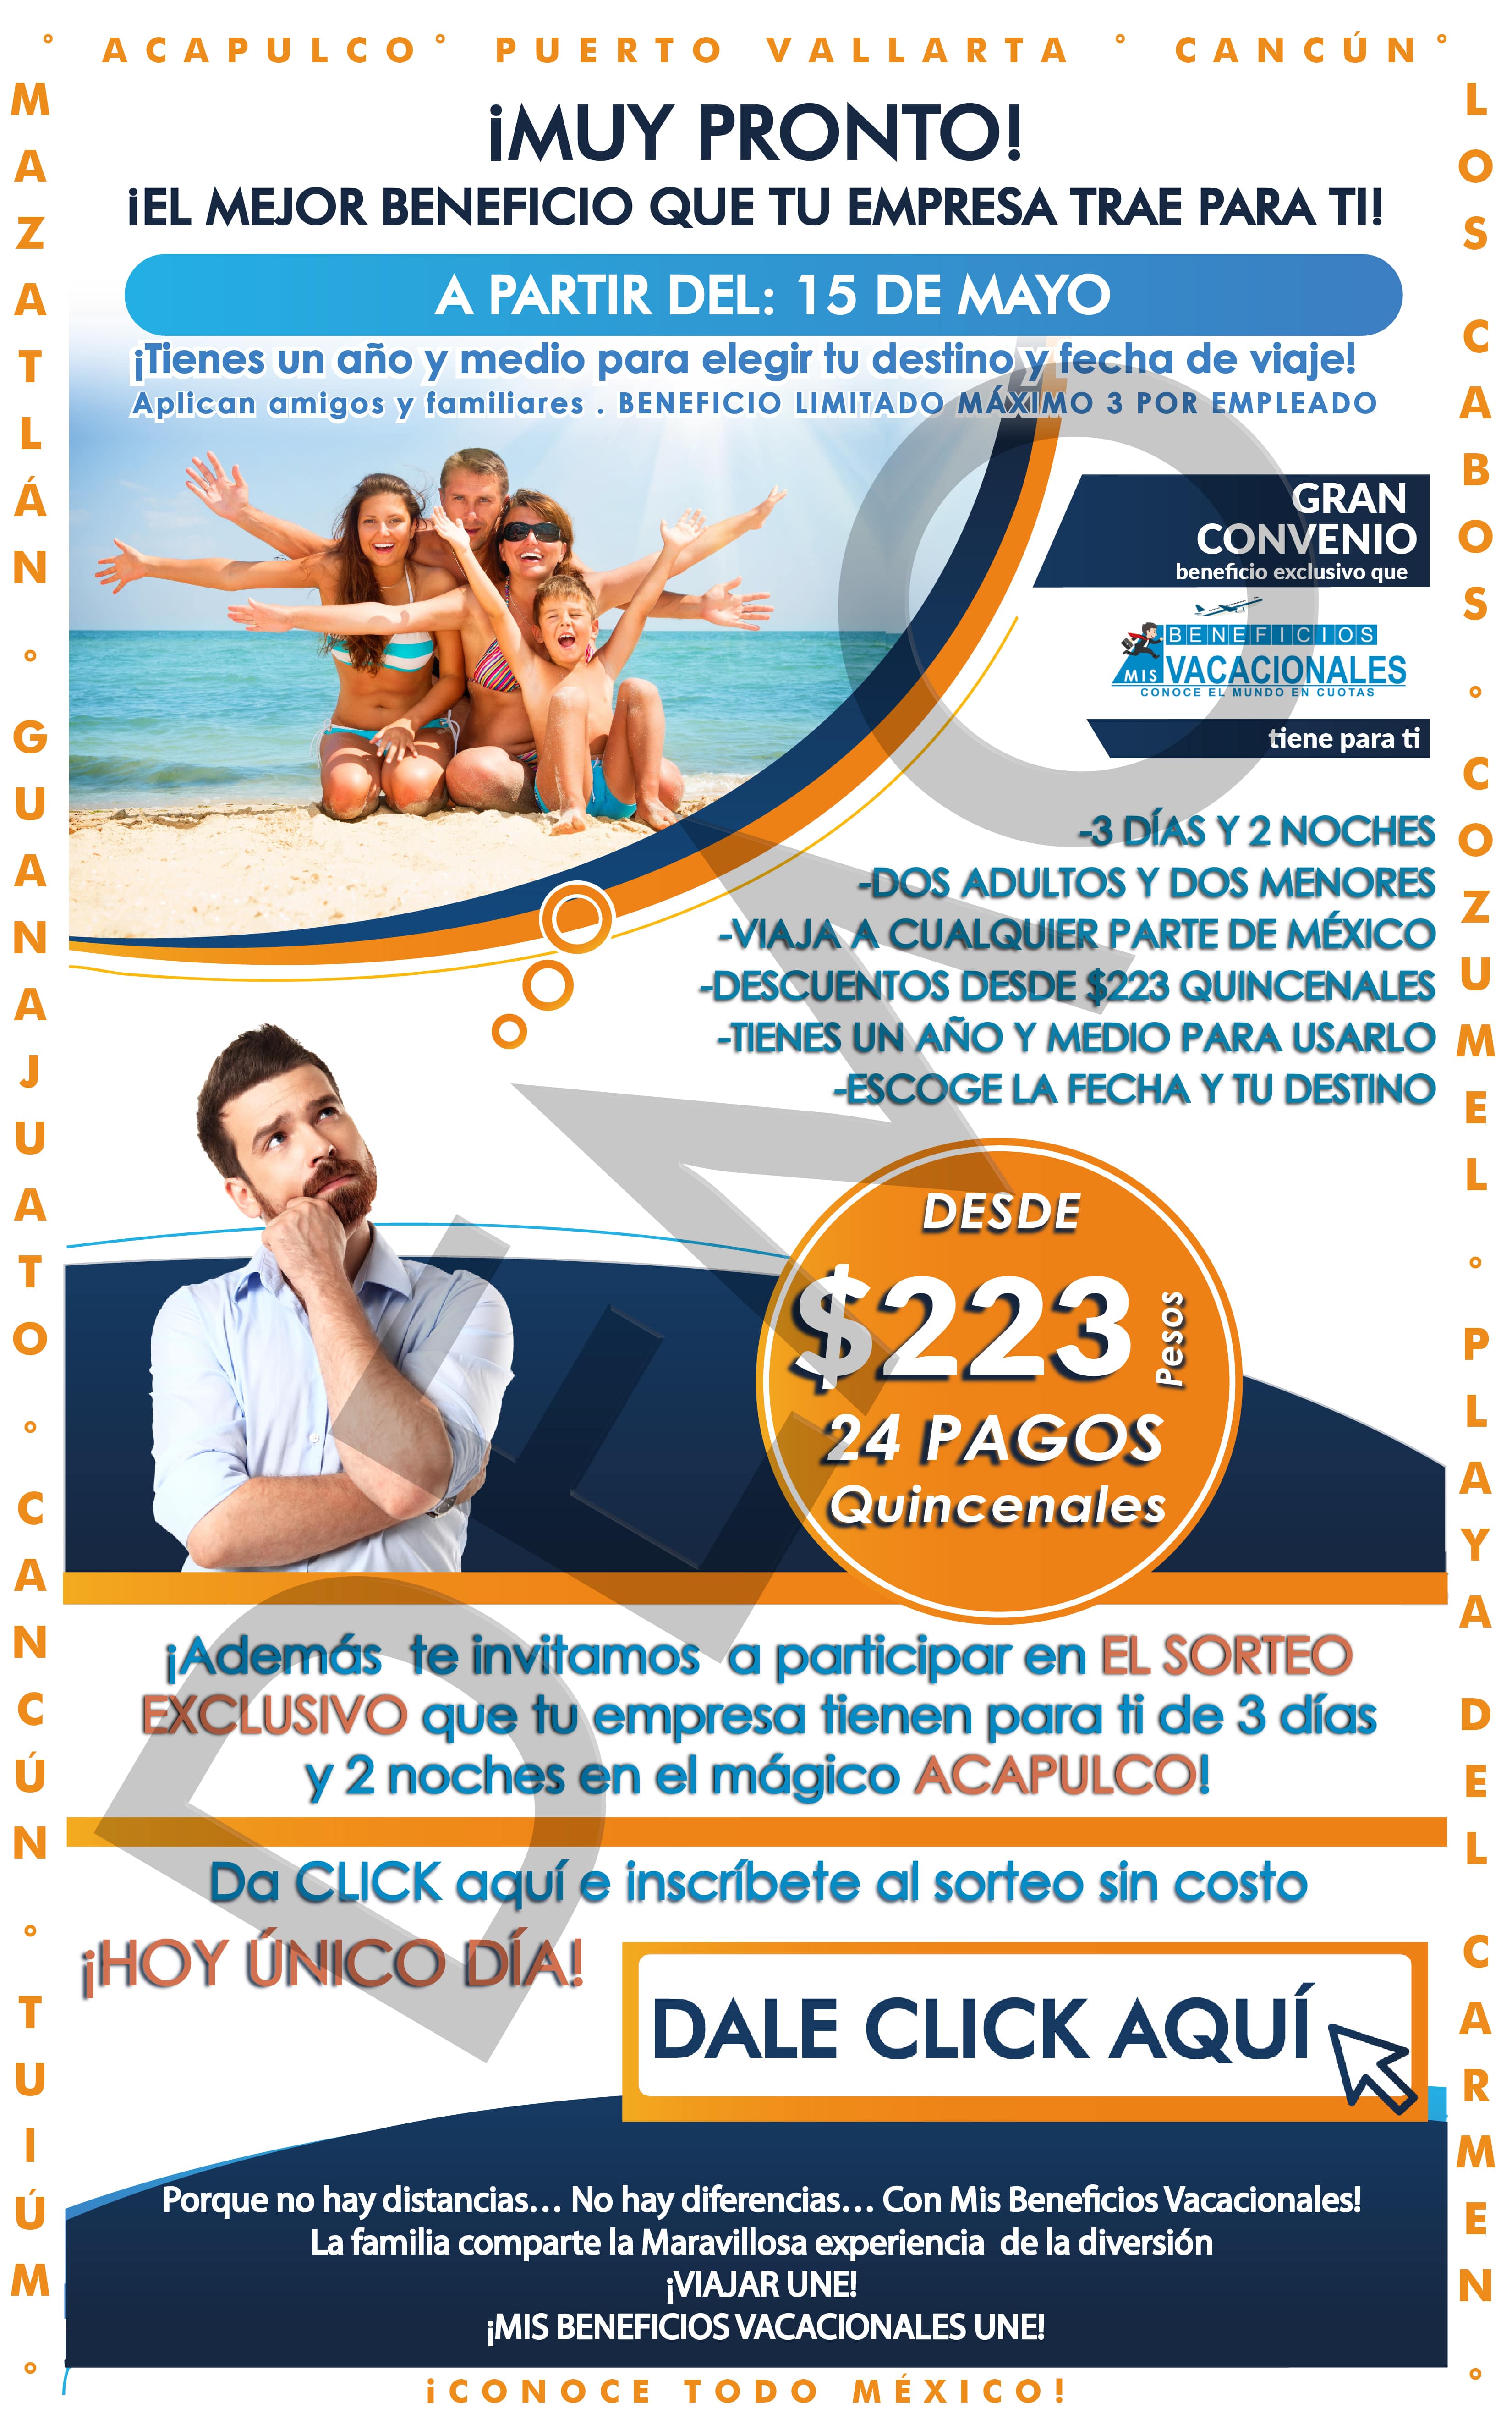 ° ACAPULCO° PUERTO VALLARTA ° CANCÚN°
MAZATLÁN ° GUANAJUATO ° CANCÚN ° TUIÚM °
LOS CABOS ° COZUMEL ° PLAYA DEL CARMEN °
¡MUY PRONTO!
¡EL MEJOR BENEFICIO QUE TU EMPRESA TRAE PARA TI!
A PARTIR DEL: 15 DE MAYO
¡Tienes un año y medio para elegir tu destino y fecha de viaje!
Aplican amigos y familiares . BENEFICIO LIMITADO MÁXIMO 3 POR EMPLEADO
GRAN
CONVENIO
beneficio exclusivo que
BENEFICIOS
MIS VACACIONALES
CONOCE EL MUNDO EN CUOTAS
tiene para ti
-3 DÍAS Y 2 NOCHES
-DOS ADULTOS Y DOS MENORES
-VIAJA A CUALQUIER PARTE DE MÉXICO
-DESCUENTOS DESDE $223 QUINCENALES
-TIENES UN AÑO Y MEDIO PARA USARLO
-ESCOGE LA FECHA Y TU DESTINO
DESDE
$223 Pesos
24 PAGOS
Quincenales
DEMO
¡Además te invitamos a participar en EL SORTEO
EXCLUSIVO que tu empresa tienen para ti de 3 días
y 2 noches en el mágico ACAPULCO!
Da CLICK aquí e inscríbete al sorteo sin costo
¡HOY ÚNICO DÍA!
DALE CLICK AQUÍ
Porque no hay distancias... No hay diferencias... Con Mis Beneficios Vacacionales!
La familia comparte la Maravillosa experiencia de la diversión
¡VIAJAR UNE!
¡MIS BENEFICIOS VACACIONALES UNE!
¡CONOCE TODO MÉXICO!